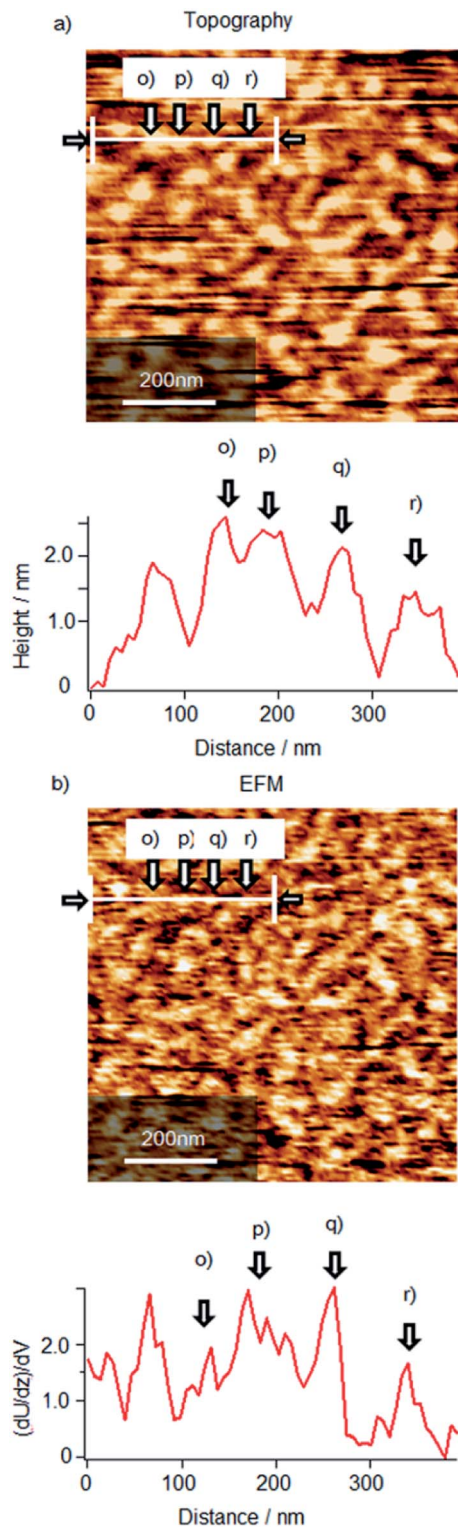 a)
Topography
o) p) q) r)
200nm
o) p) q) r)
Height / nm
2.0
1.0
0
0 100 200 300
Distance / nm
b)
EFM
o) p) q) r)
200nm
o) p) q) r)
(dU/dz)/dV
2.0
1.0
0
0 100 200 300
Distance / nm